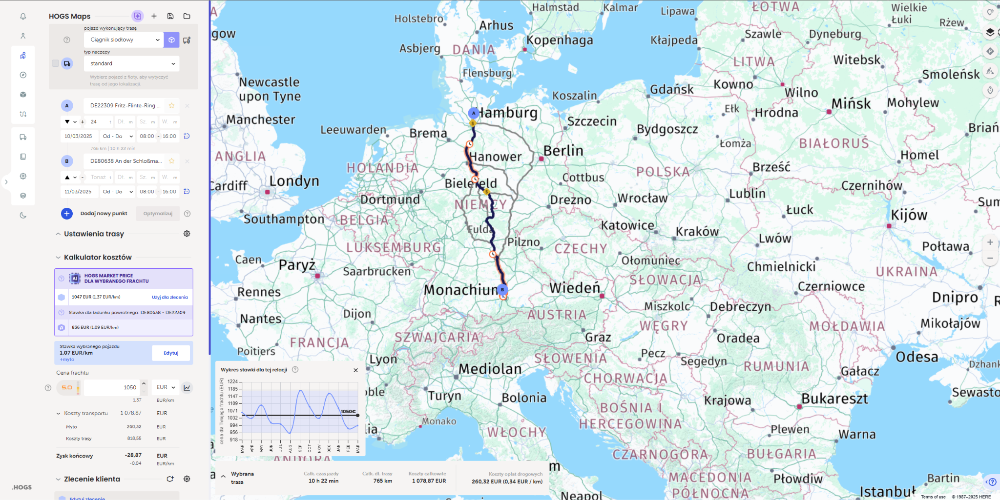 HOGS Maps
pojazd wykonujący trasę
Ciągnik siodłowy
typ naczepy
standard
Wybierz pojazd z floty, aby wytyczyć
trasę od jego lokalizacji.
A
DE22309 Fritz-Flinte-Ring ...
+ 24 t Dł. m Sz. m W. m
10/03/2025 Od - Do 08:00 - 16:00
765 km | 10 h 22 min
B
DE80638 An der Schloßma...
- Tonaż t Dł. m Sz. m W. m
11/03/2025 Od - Do 08:00 - 16:00
Dodaj nowy punkt
Optymalizuj
Ustawienia trasy
Kalkulator kosztów
AI
HOGS MARKET PRICE
DLA WYBRANEGO FRACHTU
1047 EUR (1.37 EUR/km)
Użyj dla zlecenia
Stawka dla ładunku powrotnego: DE80638 - DE22309
836 EUR (1.09 EUR/km)
Stawka wybranego pojazdu
1.07 EUR/km
+myto
Edytuj
Cena frachtu
5.0
1050
EUR
1,37 EUR/km
Koszty transportu 1 078,87 EUR
Myto 260,32 EUR
Koszty trasy 818,55 EUR
Zysk końcowy -28,87 EUR
-0,04 EUR/km
Zlecenie klienta
Edytuj zlecenie
.HOGS
gow
Halmstad
Kalmar
Lipawa
ŁOTWA
Wielkie
Łuki
Rżew
Holstebro
Arhus
Szawle
Dyneburg
Kopenhaga
Kłajpeda
Asbjerg
DANIA
LITWA
Witebsk
Flensburg
Smoleńsk
Newcastle
upon Tyne
Koszalin
Gdańsk
Kowno
Wilno
Mińsk
Mohylew
Ełk
Hrodna
A
Hamburg
Manchester
Leeuwarden
Brema
Szczecin
Bydgoszcz
Briań
Łomża
BIAŁORUŚ
ANGLIA
Hanower
Berlin
Homel
HOLANDIA
POLSKA
Brześć
Cardiff
Londyn
Bielefeld
Cottbus
Czernihów
Lublin
Dortmund
NIEMCY
Drezno
Wrocław
Sum
Łuck
Kijów
Southampton
BELGIA
Fulda
Katowice
Kraków
Lwów
LUKSEMBURG
Pilzno
CZECHY
Połtawa
Caen
Paryż
Saarbrucken
Ołomuniec
Chmielnicki
UKRAINA
SŁOWACJA
Rennes
Monachium
B
Wiedeń
Czerniowce
Dnipro
Miszkolc
Debreczyn
Dijon
AUSTRIA
Nantes
WĘGRY
MOŁDAWIA
Mikołajów
FRANCJA
SZWAJCARIA
Graz
Oradea
Poitiers
Lyon
SŁOWENIA
Pecz
Segedyn
Odesa
Mediolan
RUMUNIA
Gałacz
Dzhank
CHORWACJA
oble
Turyn
Bolonia
Krajowa
Bukareszt
Sewasto
BOŚNIA I
HERCEGOWINA
Monako
lia
WŁOCHY
Plewen
Warna
CZARNOGÓRA
BUŁGARIA
ANDORA
m
MACEDONIA
PÓŁNOCNA
Płowdiw
Bartin
Istanbuł
Neapol
Wykres stawki dla tej relacji
cena dla Twojego frachtu (EUR)
1224
1185
1147
1109
1071
1032
994
956
918
1050€
MAR APR MAY JUN JUL AUG SEP OCT NOV DEC JAN FEB MAR
Wybrana
trasa
Całk. czas jazdy
10 h 22 min
Całk. dł. trasy
765 km
Koszty całkowite
1 078,87 EUR
Koszty opłat drogowych
260,32 EUR (0,34 EUR / km)
Terms of use
© 1987–2025 HERE